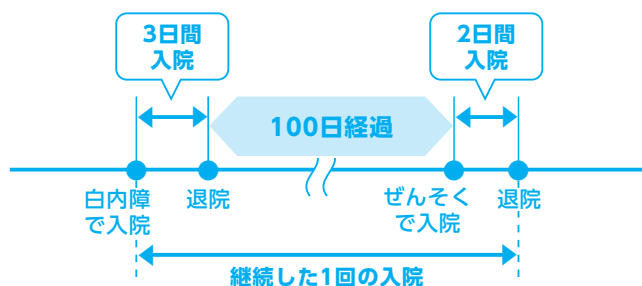 3日間
入院
2日間
入院
100日経過
白内障
で入院
退院
ぜんそく
で入院
退院
継続した1回の入院